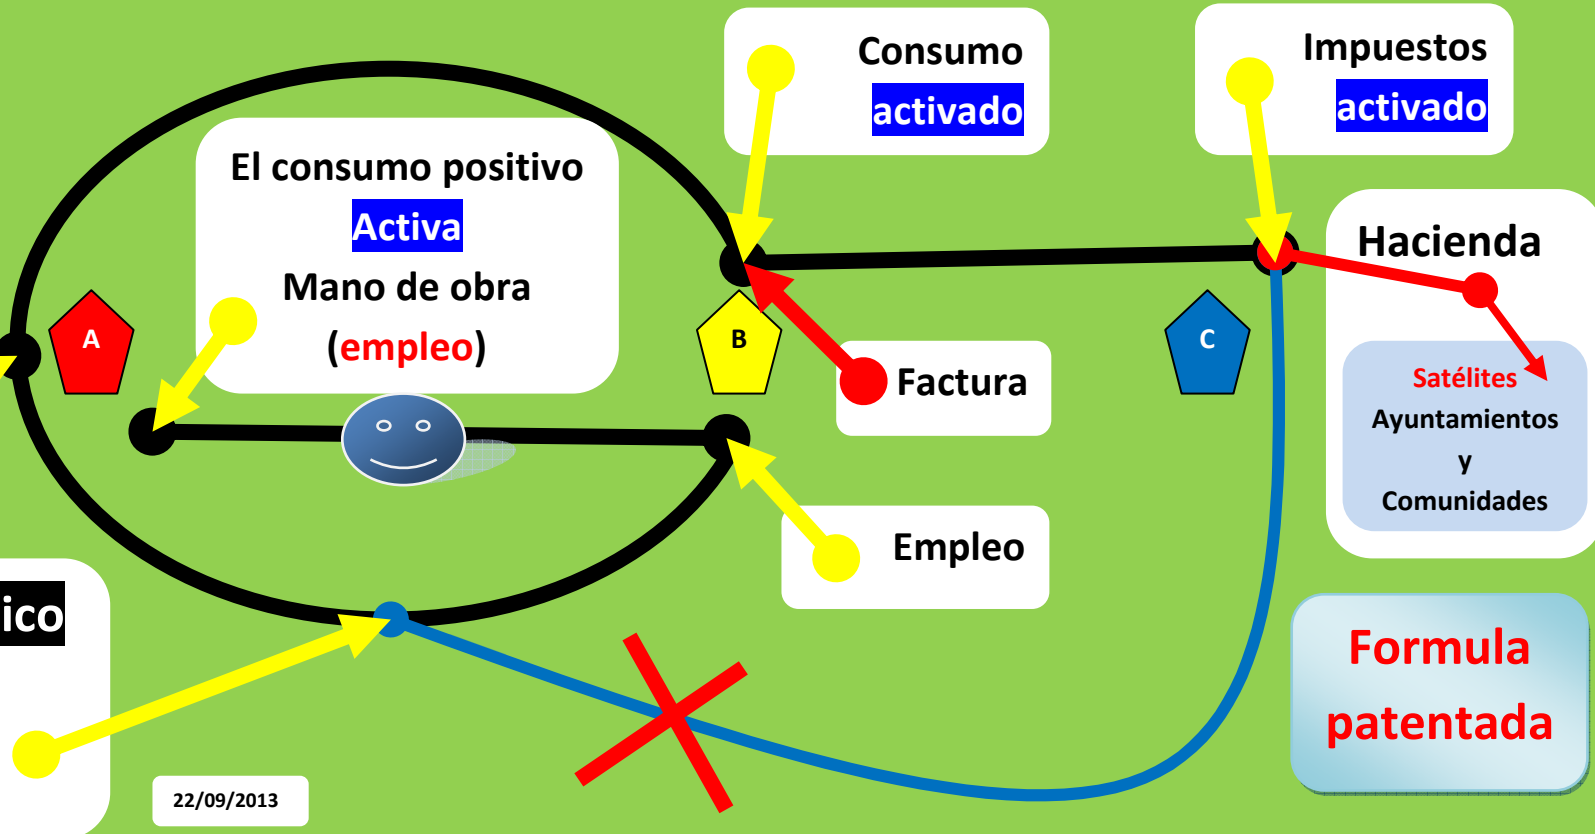 Consumo
activado
Impuestos
activado
El consumo positivo
Activa
Mano de obra
(empleo)
Hacienda
A
B
C
Factura
Satélites
Ayuntamientos
y
Comunidades
Empleo
ico
Formula
patentada
22/09/2013